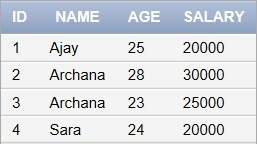 ID NAME AGE SALARY
1 Ajay 25 20000
2 Archana 28 30000
3 Archana 23 25000
4 Sara 24 20000